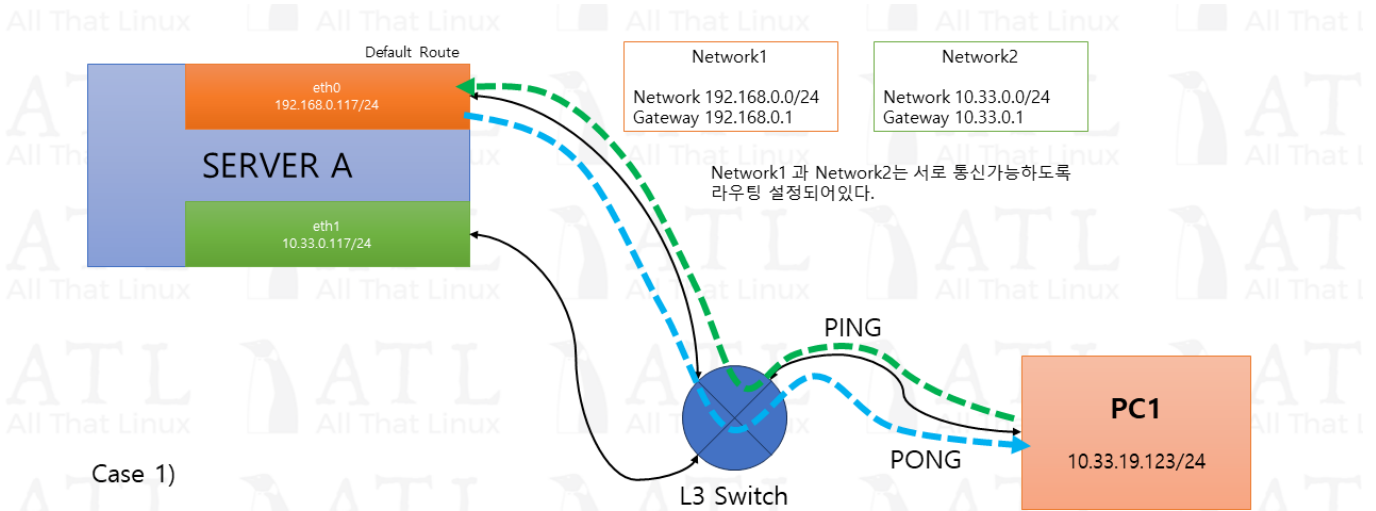 Default Route
eth0
192.168.0.117/24
SERVER A
eth1
10.33.0.117/24
Network1
Network 192.168.0.0/24
Gateway 192.168.0.1
Network2
Network 10.33.0.0/24
Gateway 10.33.0.1
Network1 과 Network2는 서로 통신가능하도록
라우팅 설정되어있다.
PING
PONG
PC1
10.33.19.123/24
L3 Switch
Case 1)
ATL
All That Linux